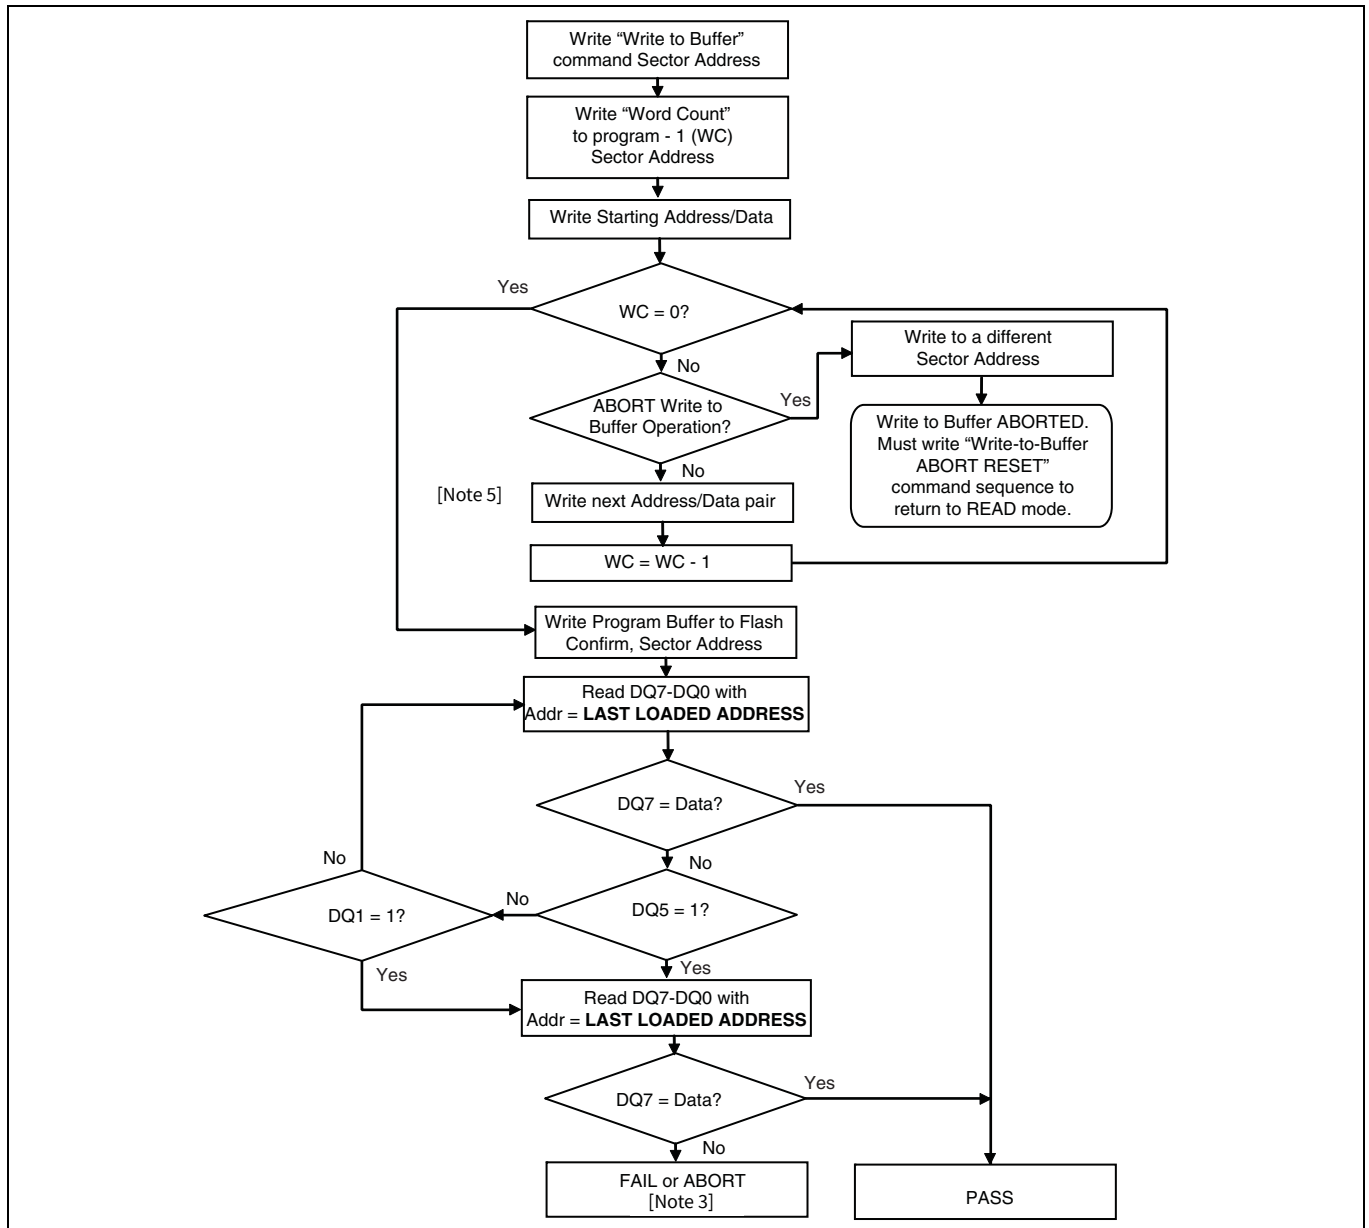 Write “Write to Buffer”
command Sector Address
Write “Word Count”
to program - 1 (WC)
Sector Address
Write Starting Address/Data
Yes
WC = 0?
No
Write to a different
Sector Address
ABORT Write to
Buffer Operation?
Yes
Write to Buffer ABORTED.
Must write “Write-to-Buffer
ABORT RESET”
command sequence to
return to READ mode.
No
[Note 5]
Write next Address/Data pair
WC = WC - 1
Write Program Buffer to Flash
Confirm, Sector Address
Read DQ7-DQ0 with
Addr = LAST LOADED ADDRESS
DQ7 = Data?
Yes
No
No
DQ1 = 1?
No
DQ5 = 1?
Yes
Yes
Read DQ7-DQ0 with
Addr = LAST LOADED ADDRESS
DQ7 = Data?
Yes
No
FAIL or ABORT
[Note 3]
PASS